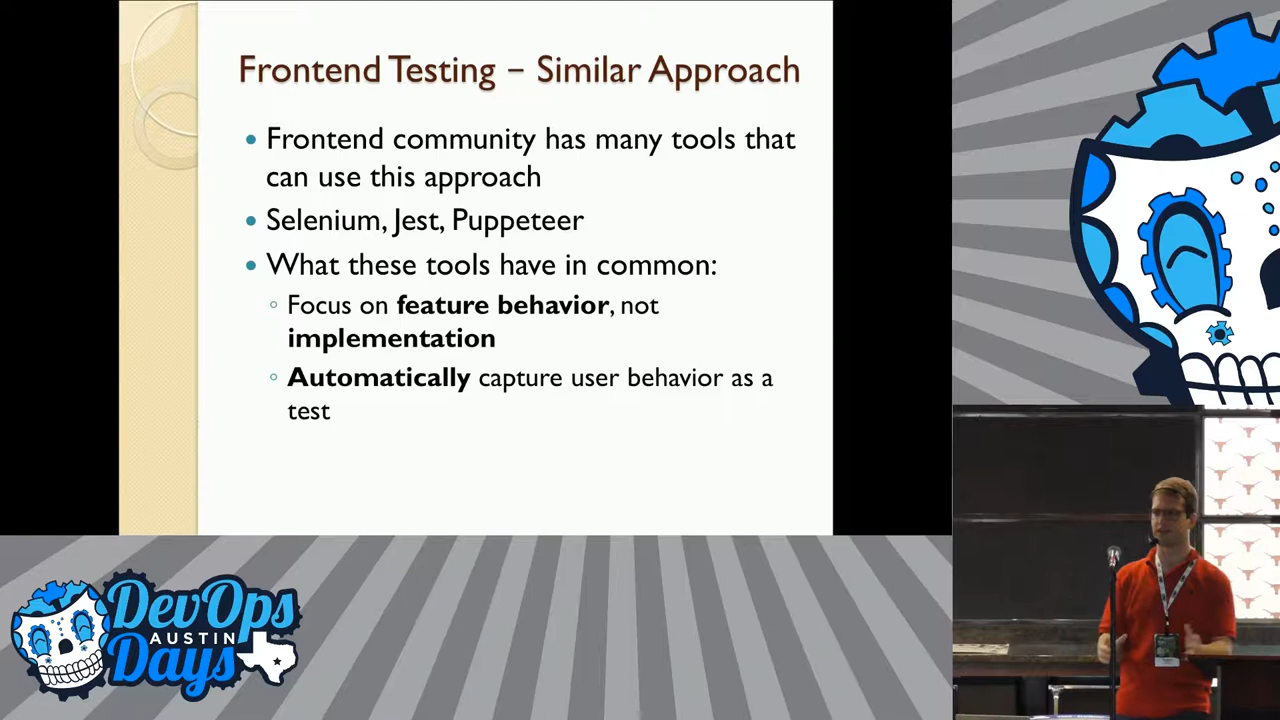 Frontend Testing – Similar Approach
• Frontend community has many tools that
can use this approach
• Selenium, Jest, Puppeteer
• What these tools have in common:
◦ Focus on feature behavior, not
implementation
◦ Automatically capture user behavior as a
test
DevOps
AUSTIN
Days